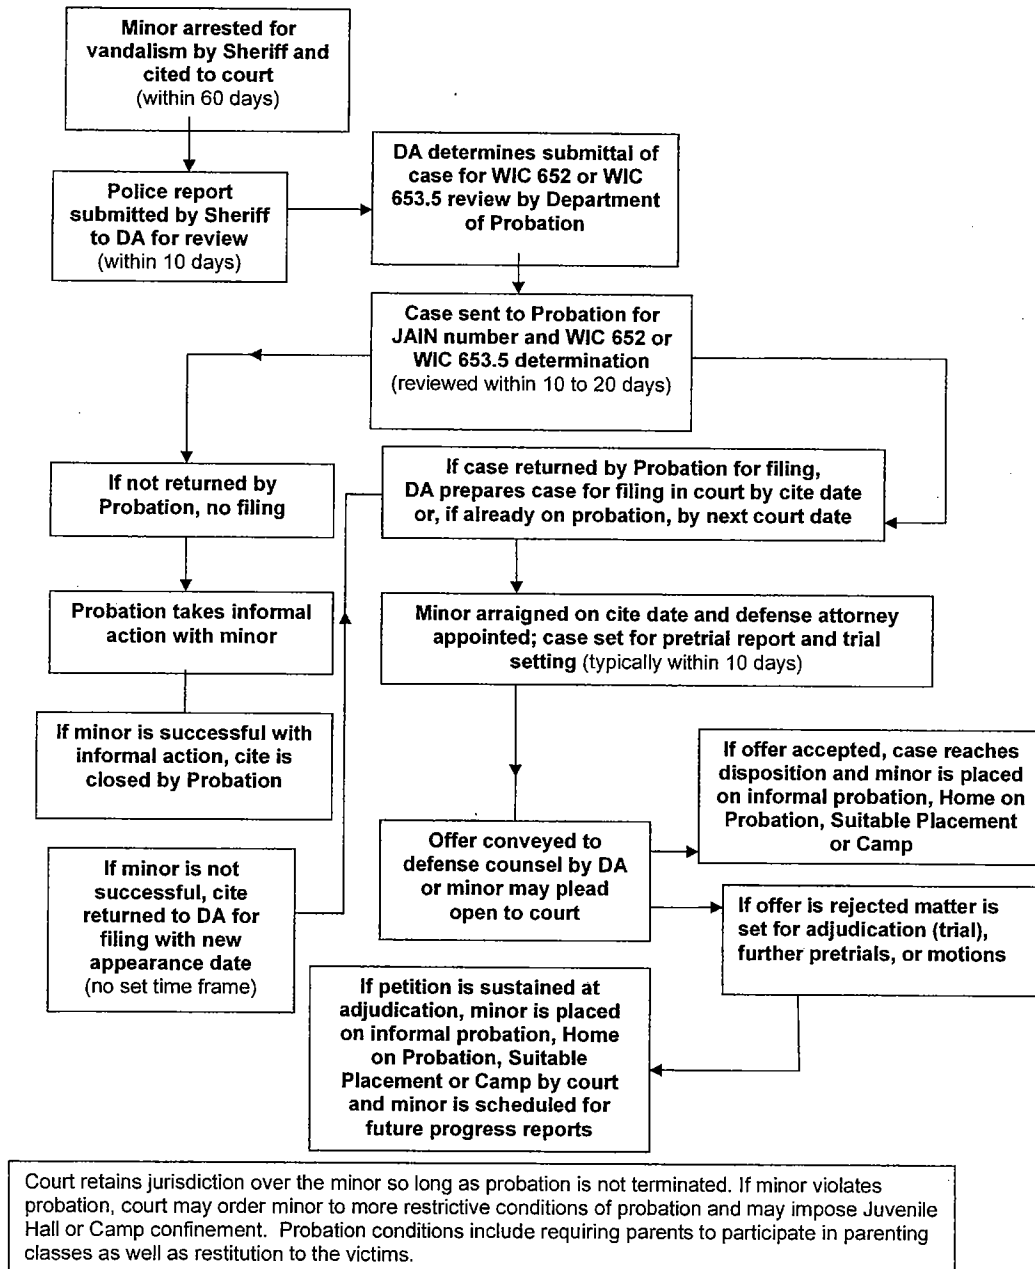 Minor arrested for
vandalism by Sheriff and
cited to court
(within 60 days)
Police report
submitted by Sheriff
to DA for review
(within 10 days)
DA determines submittal of
case for WIC 652 or WIC
653.5 review by Department
of Probation
Case sent to Probation for
JAIN number and WIC 652 or
WIC 653.5 determination
(reviewed within 10 to 20 days)
If not returned by
Probation, no filing
If case returned by Probation for filing,
DA prepares case for filing in court by cite date
or, if already on probation, by next court date
Probation takes informal
action with minor
Minor arraigned on cite date and defense attorney
appointed; case set for pretrial report and trial
setting (typically within 10 days)
If minor is successful with
informal action, cite is
closed by Probation
If offer accepted, case reaches
disposition and minor is placed
on informal probation, Home on
Probation, Suitable Placement
or Camp
If minor is not
successful, cite
returned to DA for
filing with new
appearance date
(no set time frame)
Offer conveyed to
defense counsel by DA
or minor may plead
open to court
If offer is rejected matter is
set for adjudication (trial),
further pretrials, or motions
If petition is sustained at
adjudication, minor is placed
on informal probation, Home
on Probation, Suitable
Placement or Camp by court
and minor is scheduled for
future progress reports
Court retains jurisdiction over the minor so long as probation is not terminated. If minor violates
probation, court may order minor to more restrictive conditions of probation and may impose Juvenile
Hall or Camp confinement. Probation conditions include requiring parents to participate in parenting
classes as well as restitution to the victims.